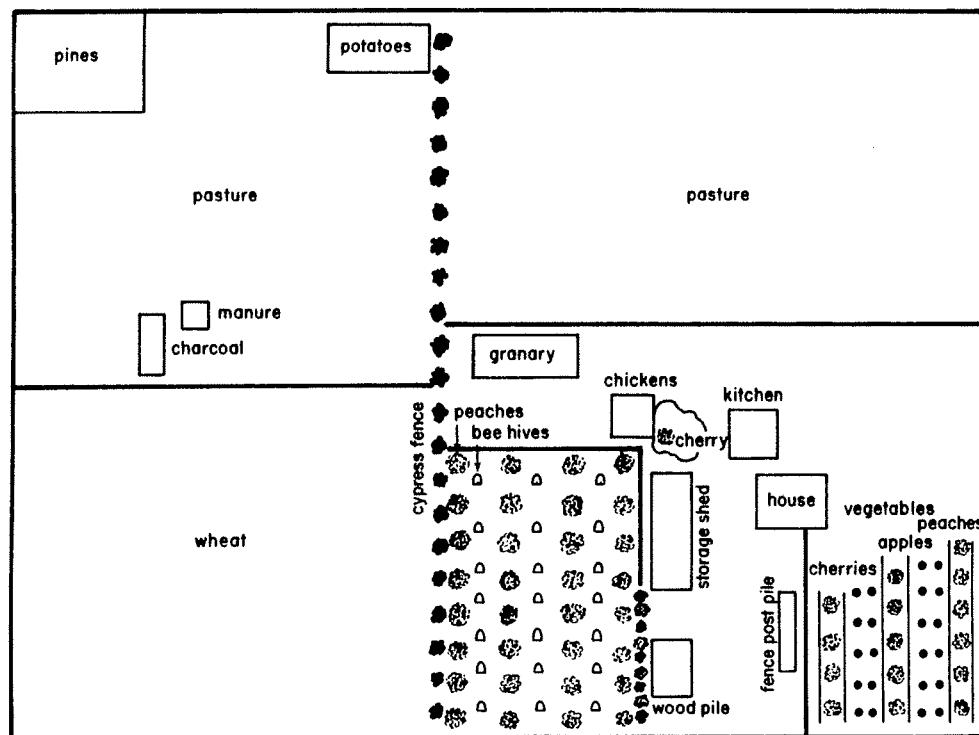 pines
potatoes
pasture
pasture
manure
charcoal
granary
chickens
kitchen
peaches
cherry
bee hives
cypress fence
storage shed
house
vegetables
peaches
apples
wheat
cherries
fence post pile
wood pile